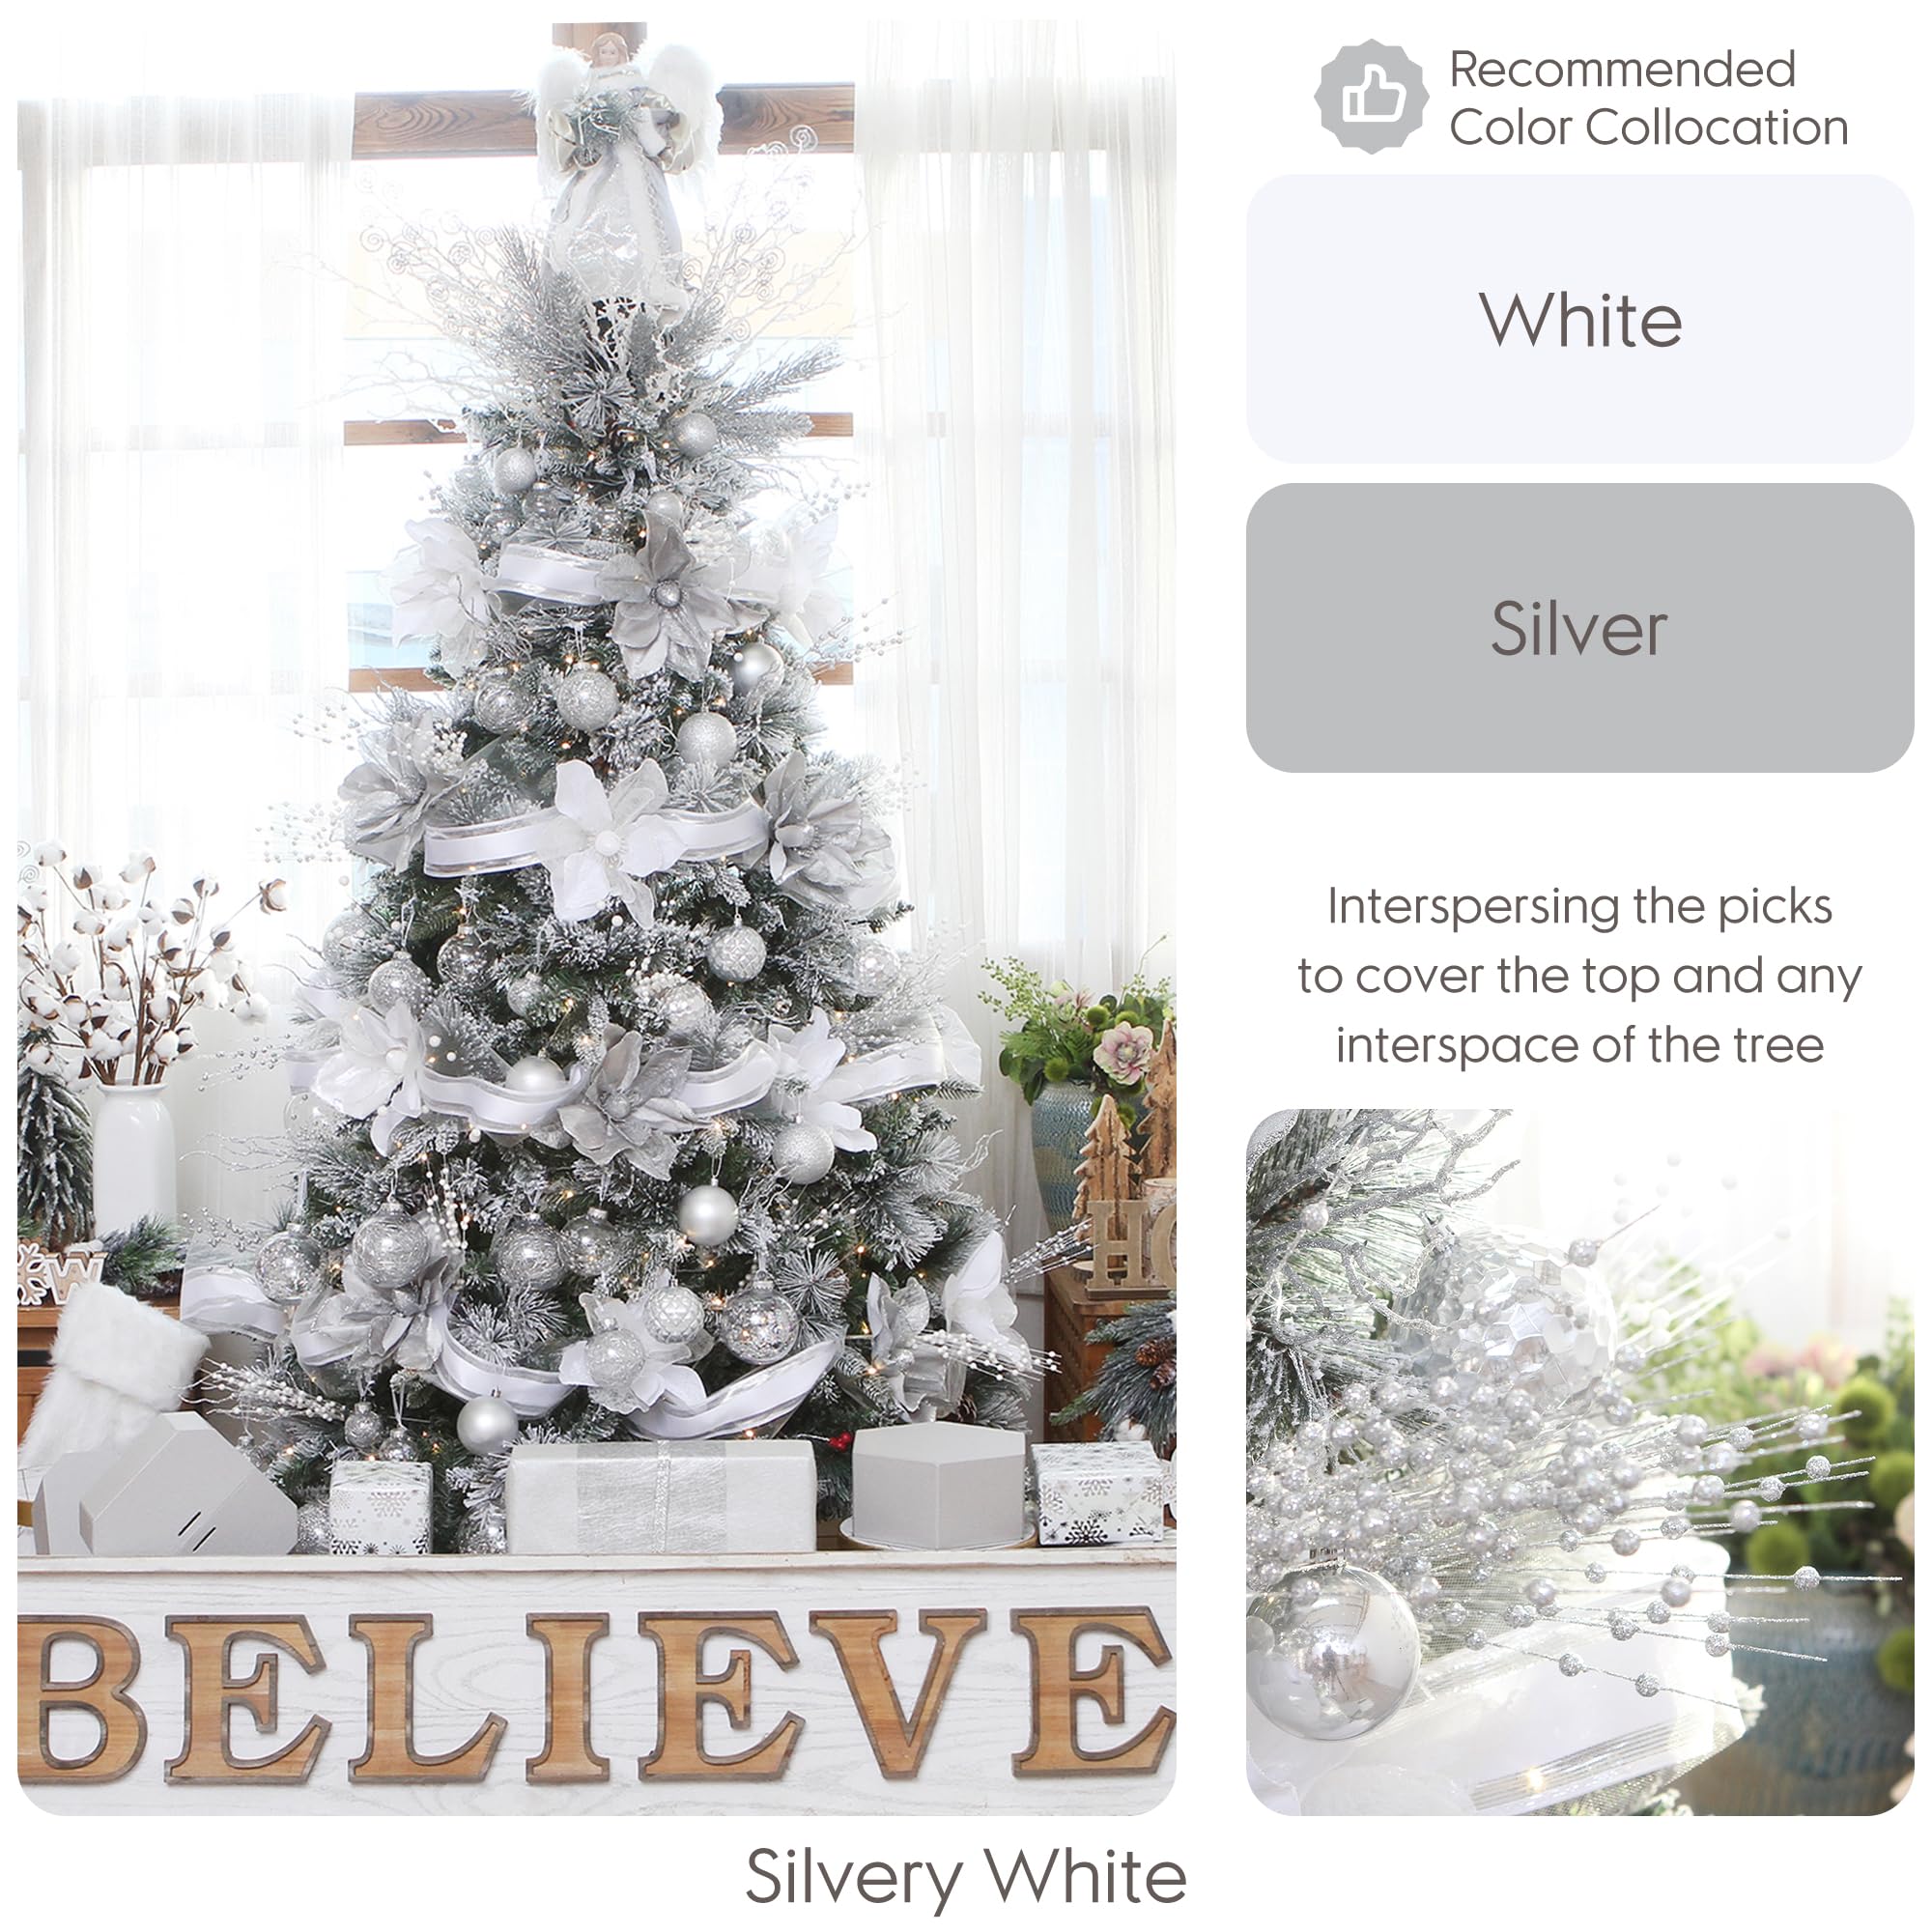 Recommended
Color Collocation
White
Silver
Interspersing the picks
to cover the top and any
interspace of the tree
BELIEVE
Silvery White